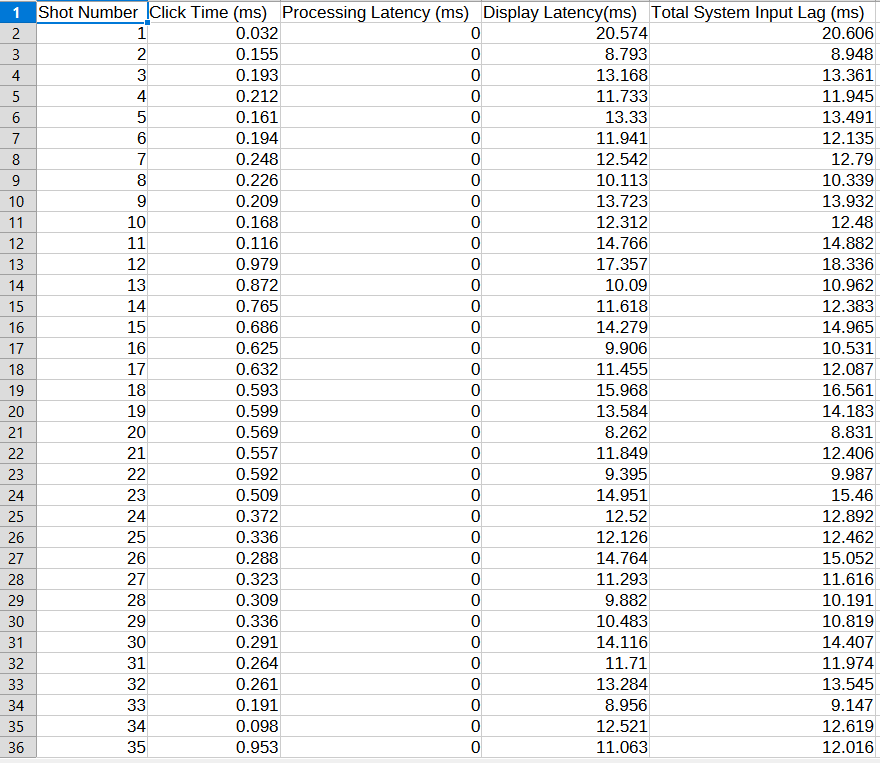 1 Shot Number Click Time (ms) Processing Latency (ms) Display Latency(ms) Total System Input Lag (ms)
2 1 0.032 0 20.574 20.606
3 2 0.155 0 8.793 8.948
4 3 0.193 0 13.168 13.361
5 4 0.212 0 11.733 11.945
6 5 0.161 0 13.33 13.491
7 6 0.194 0 11.941 12.135
8 7 0.248 0 12.542 12.79
9 8 0.226 0 10.113 10.339
10 9 0.209 0 13.723 13.932
11 10 0.168 0 12.312 12.48
12 11 0.116 0 14.766 14.882
13 12 0.979 0 17.357 18.336
14 13 0.872 0 10.09 10.962
15 14 0.765 0 11.618 12.383
16 15 0.686 0 14.279 14.965
17 16 0.625 0 9.906 10.531
18 17 0.632 0 11.455 12.087
19 18 0.593 0 15.968 16.561
20 19 0.599 0 13.584 14.183
21 20 0.569 0 8.262 8.831
22 21 0.557 0 11.849 12.406
23 22 0.592 0 9.395 9.987
24 23 0.509 0 14.951 15.46
25 24 0.372 0 12.52 12.892
26 25 0.336 0 12.126 12.462
27 26 0.288 0 14.764 15.052
28 27 0.323 0 11.293 11.616
29 28 0.309 0 9.882 10.191
30 29 0.336 0 10.483 10.819
31 30 0.291 0 14.116 14.407
32 31 0.264 0 11.71 11.974
33 32 0.261 0 13.284 13.545
34 33 0.191 0 8.956 9.147
35 34 0.098 0 12.521 12.619
36 35 0.953 0 11.063 12.016